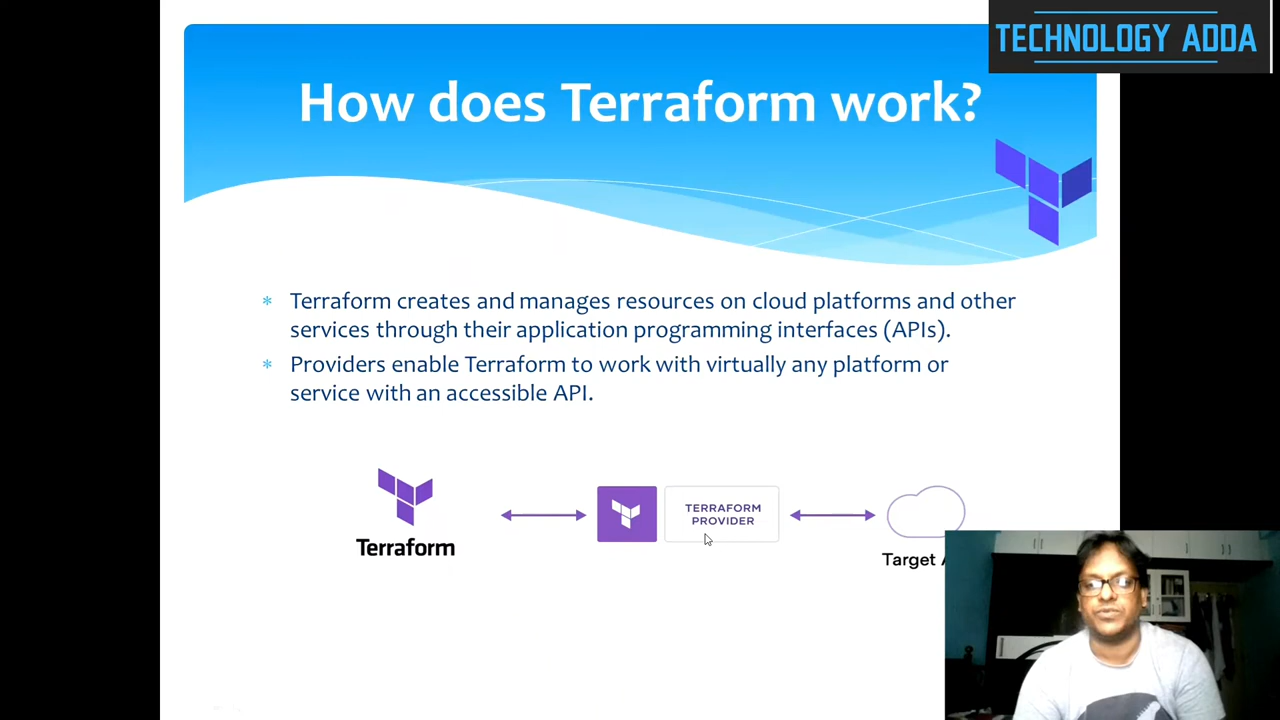 TECHNOLOGY ADDA
How does Terraform work?
* Terraform creates and manages resources on cloud platforms and other
services through their application programming interfaces (APIs).
* Providers enable Terraform to work with virtually any platform or
service with an accessible API.
Terraform
TERRAFORM
PROVIDER
Target